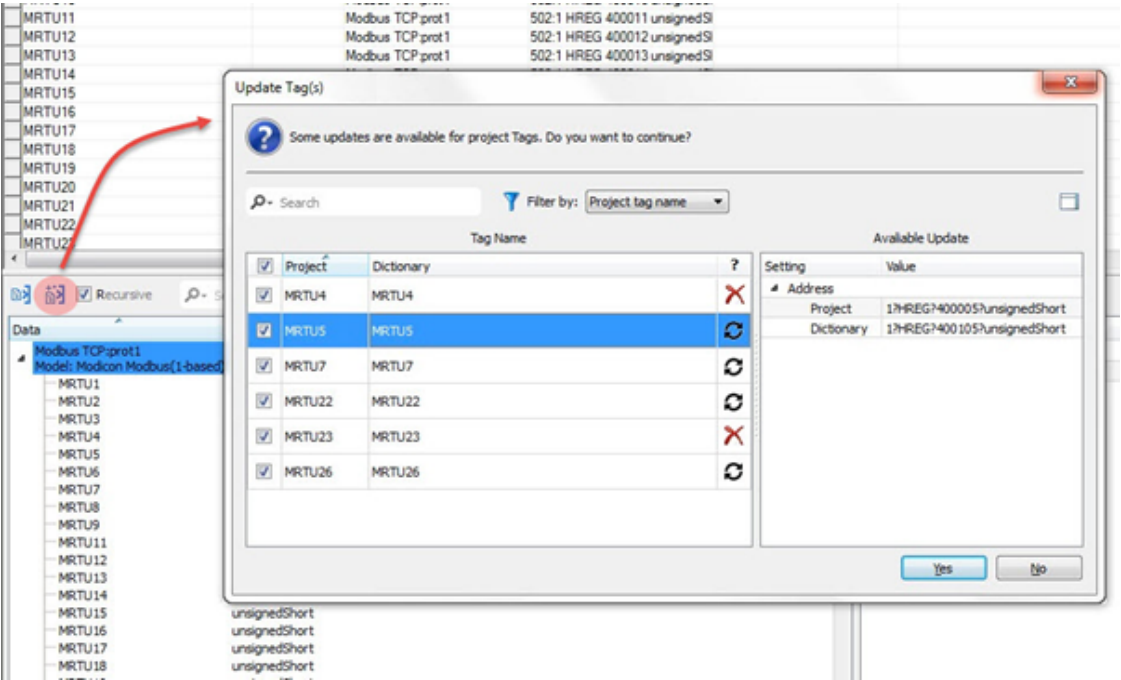 MRTU11 Modbus TCP:prot1 502:1 HREG 400011 unsignedSl
MRTU12 Modbus TCP:prot1 502:1 HREG 400012 unsignedSl
MRTU13 Modbus TCP:prot1 502:1 HREG 400013 unsignedSl
MRTU14
MRTU15
MRTU16
MRTU17
MRTU18
MRTU19
MRTU20
MRTU21
MRTU22
Update Tag(s)
Some updates are available for project Tags. Do you want to continue?
Search Filter by: Project tag name
Tag Name Available Update
Project Dictionary ? Setting Value
MRTU4 MRTU4
MRTU5 MRTU5
MRTU7 MRTU7
MRTU22 MRTU22
MRTU23 MRTU23
MRTU26 MRTU26
Address
Project 1?HREG?400005?unsignedShort
Dictionary 1?HREG?400105?unsignedShort
Yes No
Recursive
Data
Modbus TCP:prot1
Model: Modicon Modbus(1-based)
MRTU1
MRTU2
MRTU3
MRTU4
MRTU5
MRTU6
MRTU7
MRTU8
MRTU9
MRTU11
MRTU12
MRTU13
MRTU14
MRTU15 unsignedShort
MRTU16 unsignedShort
MRTU17 unsignedShort
MRTU18 unsignedShort